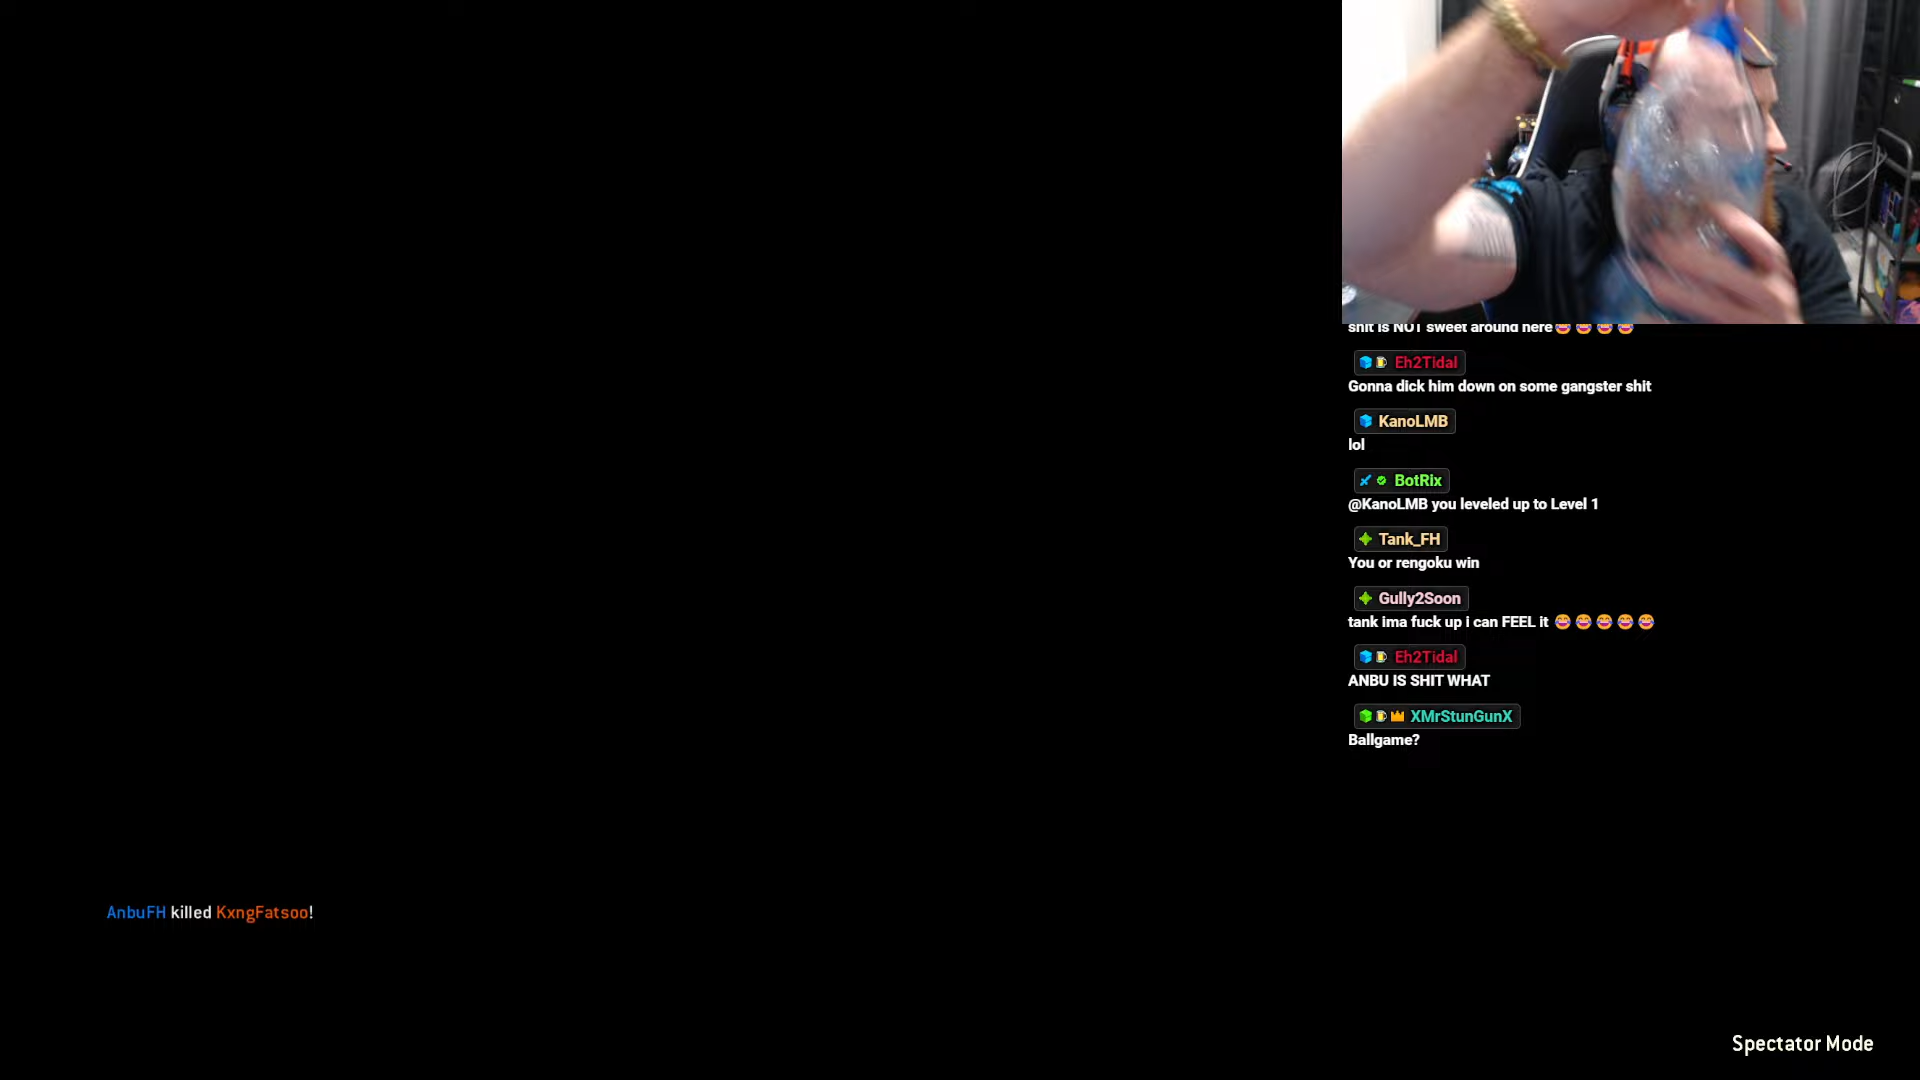 shit is NOT sweet around here😂😂😂😂
Eh2Tidal
Gonna dick him down on some gangster shit
KanoLMB
lol
BotRix
@KanoLMB you leveled up to Level 1
Tank_FH
You or rengoku win
Gully2Soon
tank ima fuck up i can FEEL it 😂😂😂😂😂
Eh2Tidal
ANBU IS SHIT WHAT
XMrStunGunX
Ballgame?
AnbuFH killed KxngFatsoo!
Spectator Mode